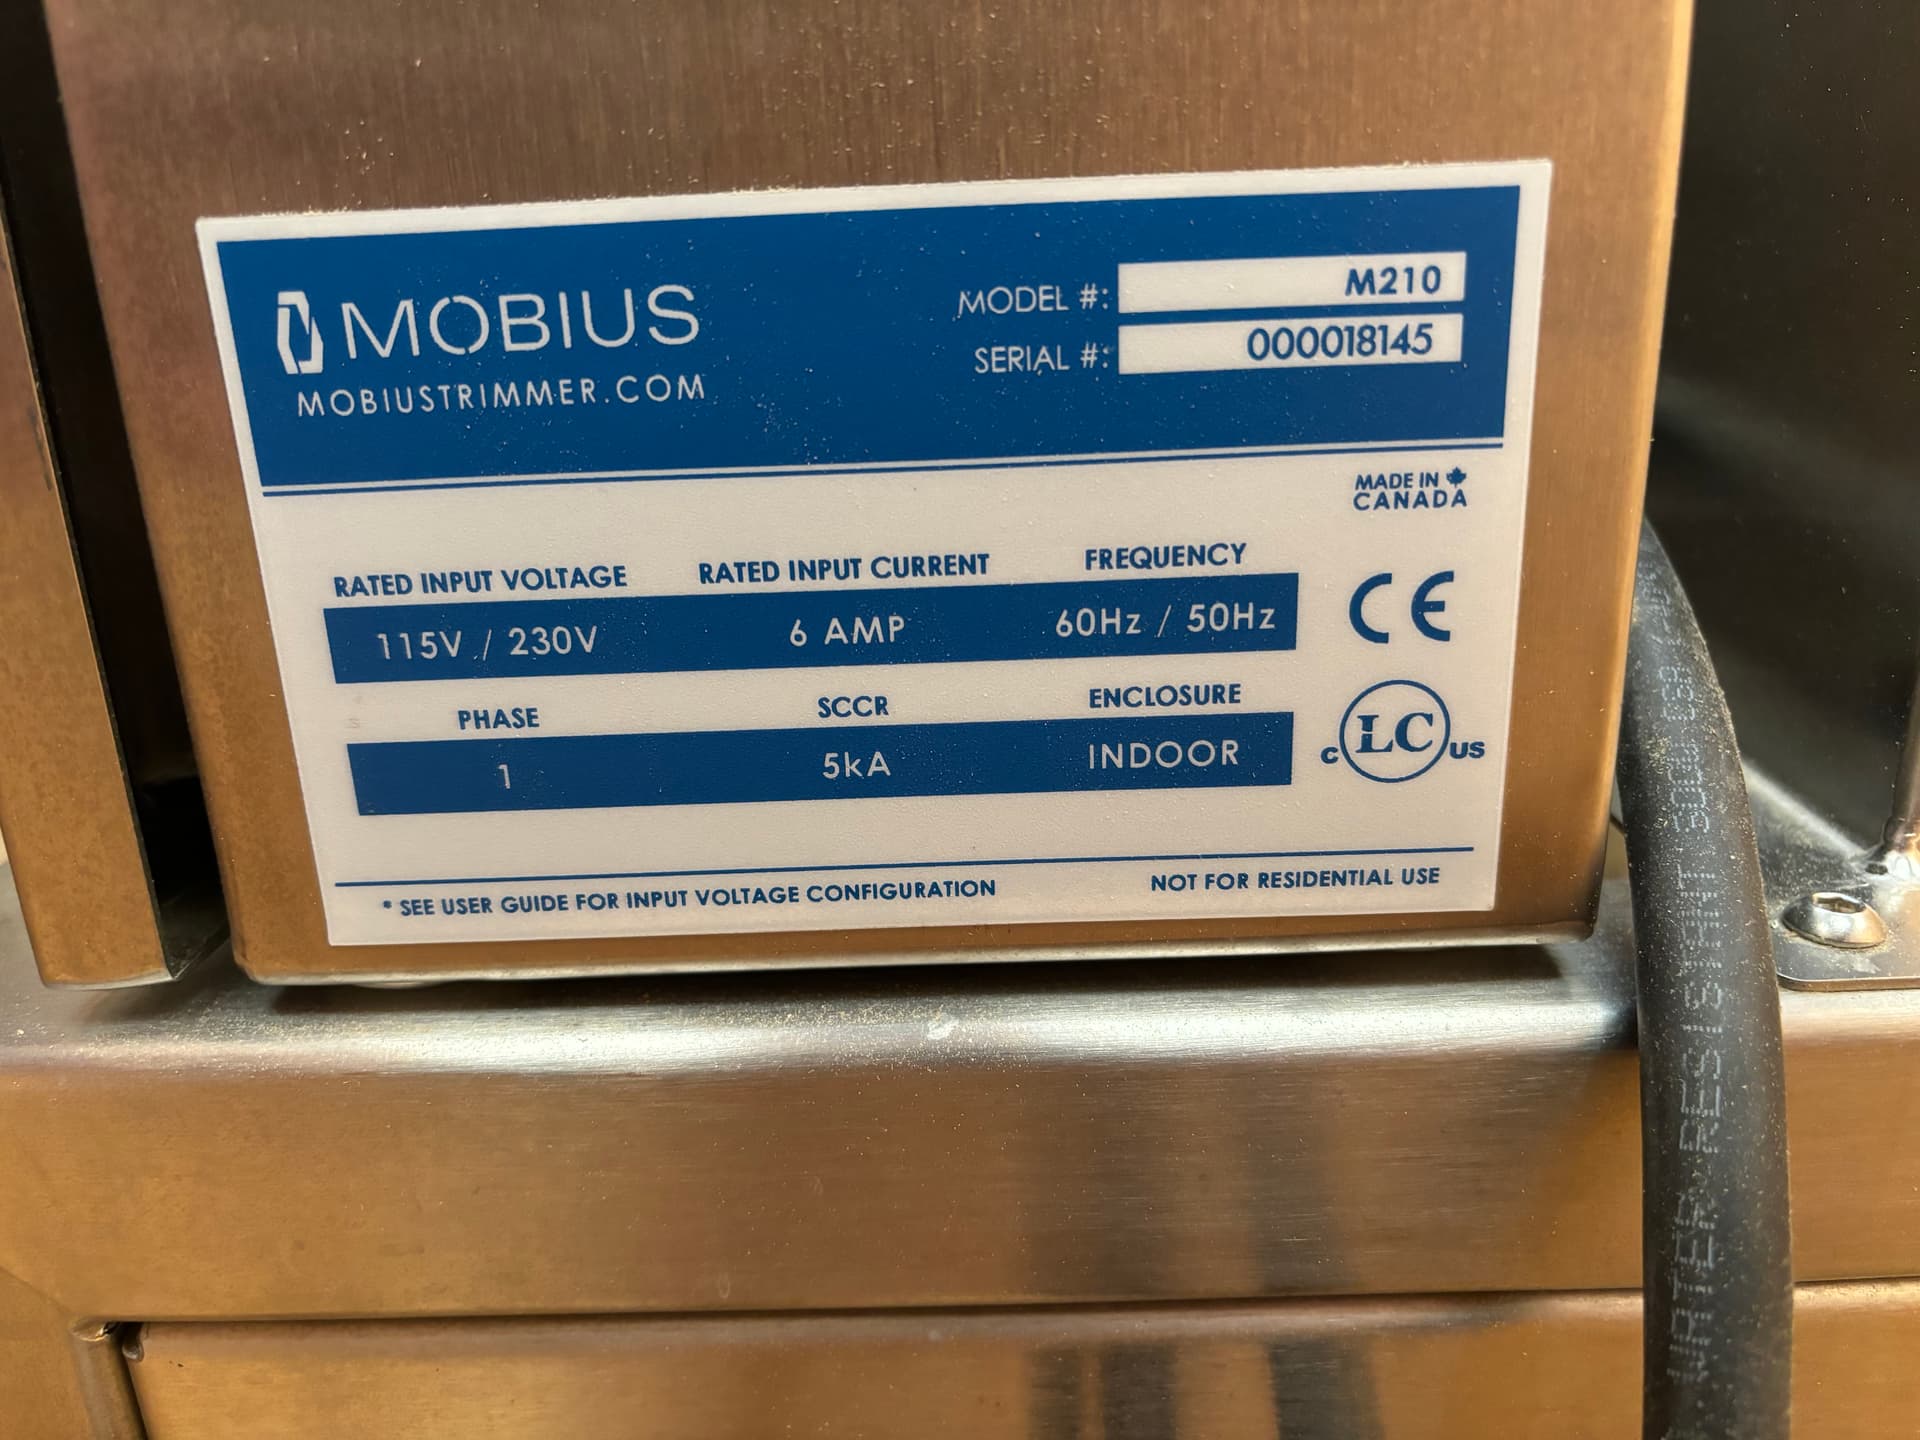 MOBIUS
MOBIUSTRIMMER.COM
MODEL #: M210
SERIAL #: 000018145
MADE IN
CANADA
RATED INPUT VOLTAGE RATED INPUT CURRENT FREQUENCY
115V / 230V 6 AMP 60Hz / 50Hz
CE
PHASE SCCR ENCLOSURE
1 5kA INDOOR
c LC US
* SEE USER GUIDE FOR INPUT VOLTAGE CONFIGURATION NOT FOR RESIDENTIAL USE
WATER RESISTANT